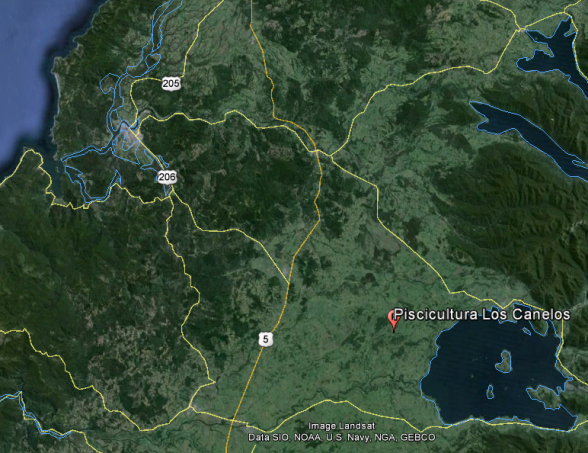 205
206
Piscicultura Los Canelos
5
Image Landsat
Data SIO, NOAA, U.S. Navy, NGA, GEBCO